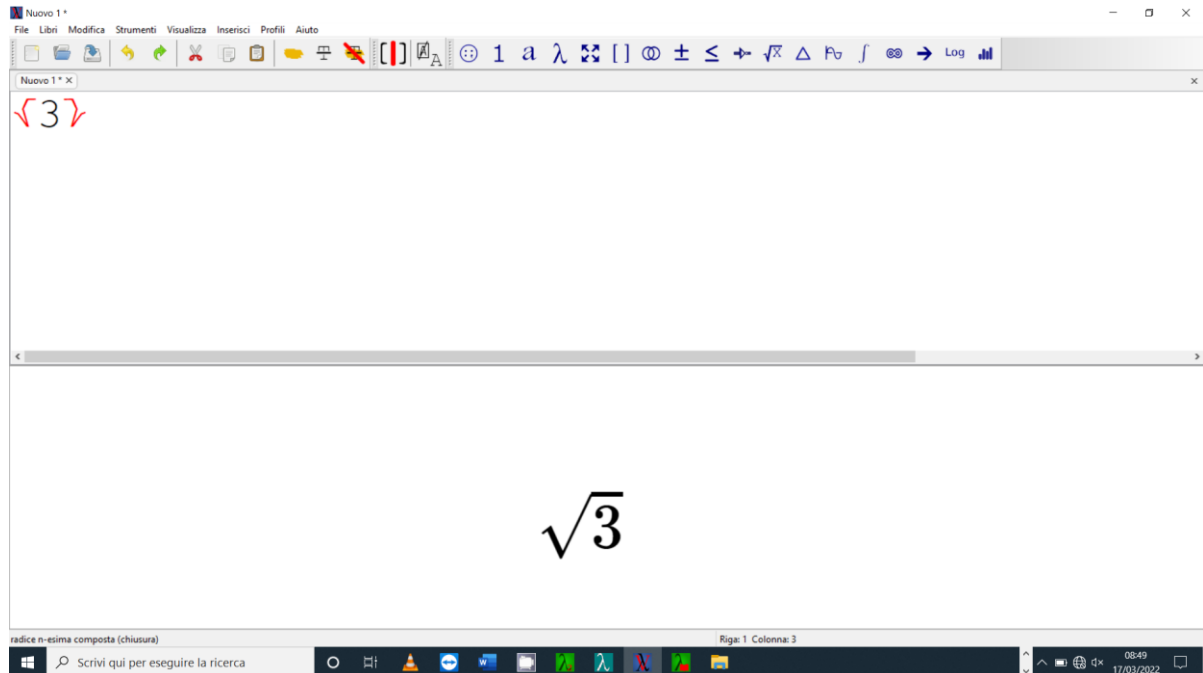 Nuovo 1 *
File Libri Modifica Strumenti Visualizza Inserisci Profili Aiuto
[ ] A A 1 a λ [ ] ± ≤ √x ∫ → Log
Nuovo 1 * ×
√ 3
√3
radice n-esima composta (chiusura) Riga: 1 Colonna: 3
Scrivi qui per eseguire la ricerca 08:49
17/03/2022